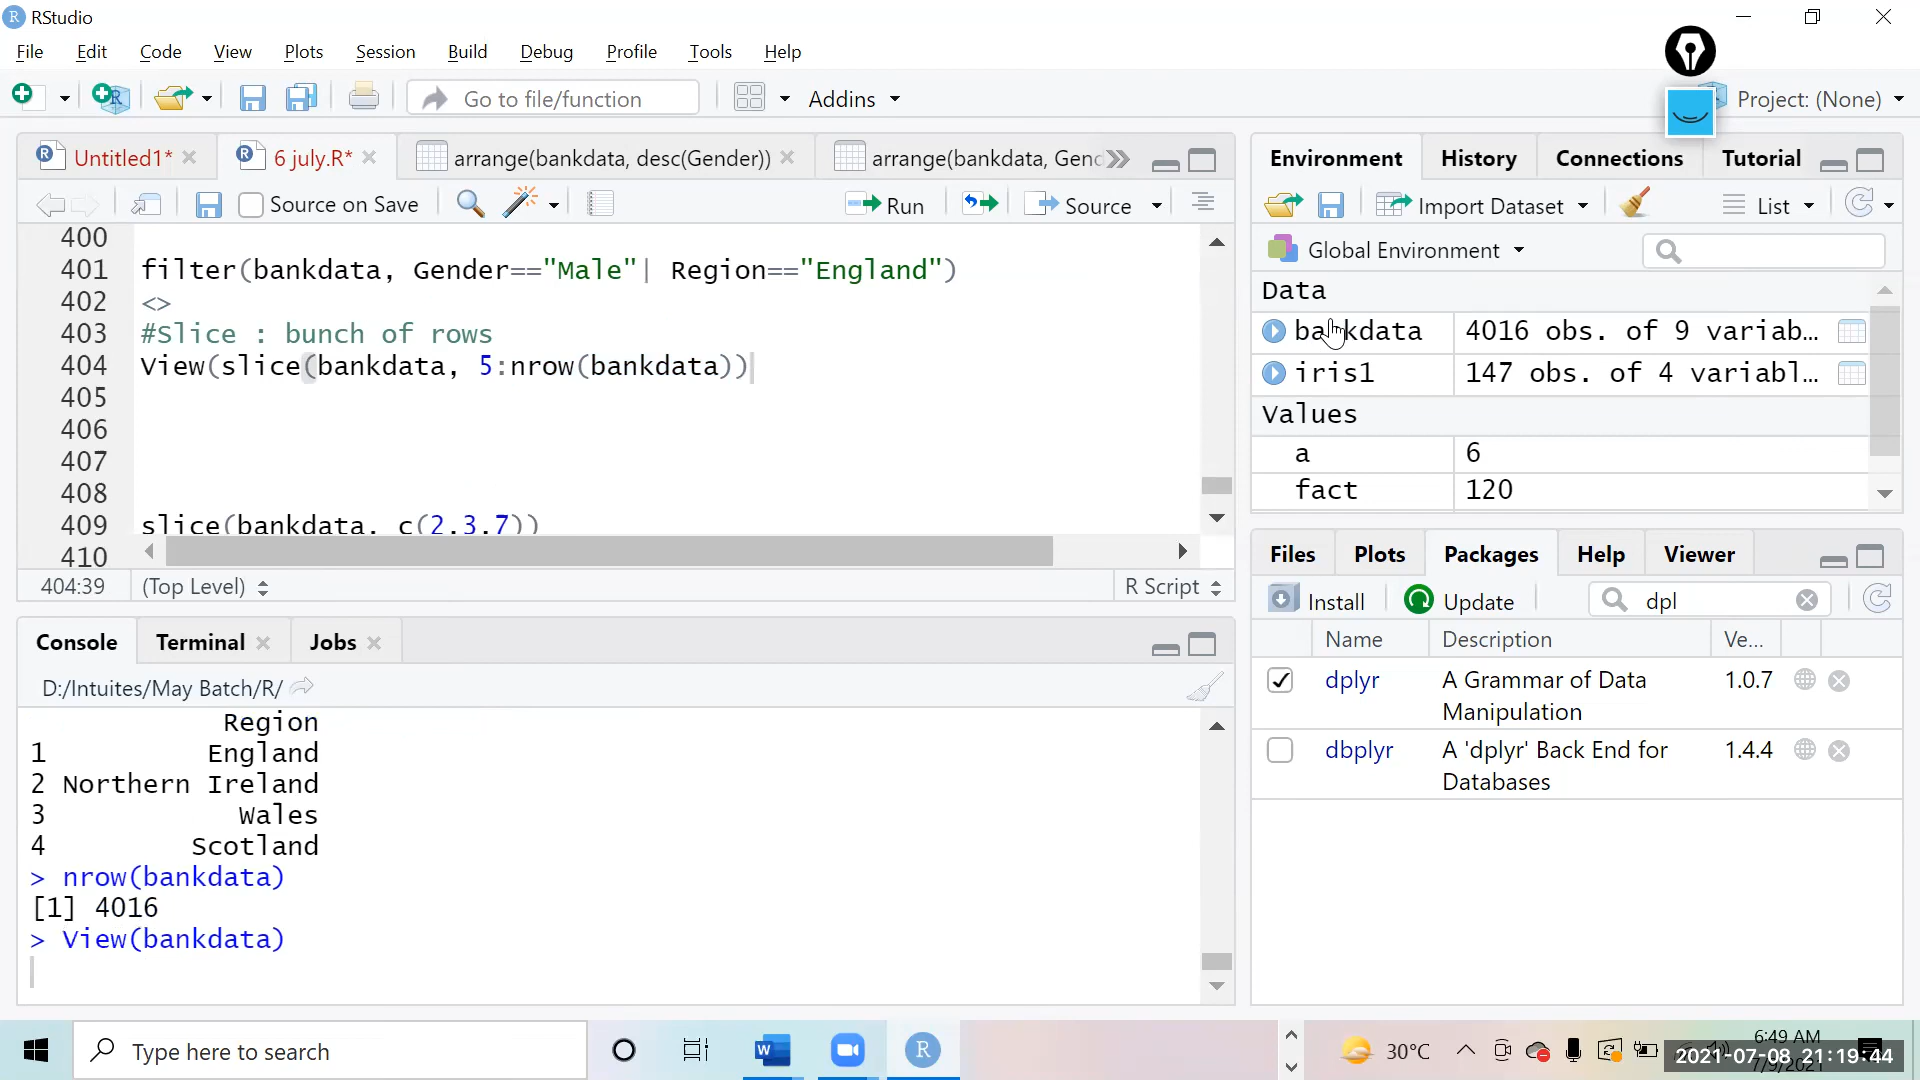 RStudio
File Edit Code View Plots Session Build Debug Profile Tools Help
Go to file/function Addins Project: (None)
Untitled1* 6 july.R* arrange(bankdata, desc(Gender)) arrange(bankdata, Genc
Source on Save Run Source
400
401 filter(bankdata, Gender=="Male"| Region=="England")
402 <>
403 #Slice : bunch of rows
404 View(slice(bankdata, 5:nrow(bankdata))
405
406
407
408
409 slice(bankdata, c(2,3,7))
410
404:39 (Top Level) R Script
Console Terminal Jobs
D:/Intuites/May Batch/R/
Region
1 England
2 Northern Ireland
3 Wales
4 Scotland
> nrow(bankdata)
[1] 4016
> View(bankdata)
Environment History Connections Tutorial
Import Dataset List
Global Environment
Data
bankdata 4016 obs. of 9 variab...
iris1 147 obs. of 4 variabl...
Values
a 6
fact 120
Files Plots Packages Help Viewer
Install Update dpl
Name Description Ve...
dplyr A Grammar of Data 1.0.7
Manipulation
dbplyr A 'dplyr' Back End for 1.4.4
Databases
Type here to search
30°C
6:49 AM
2021-07-08 21:19:44